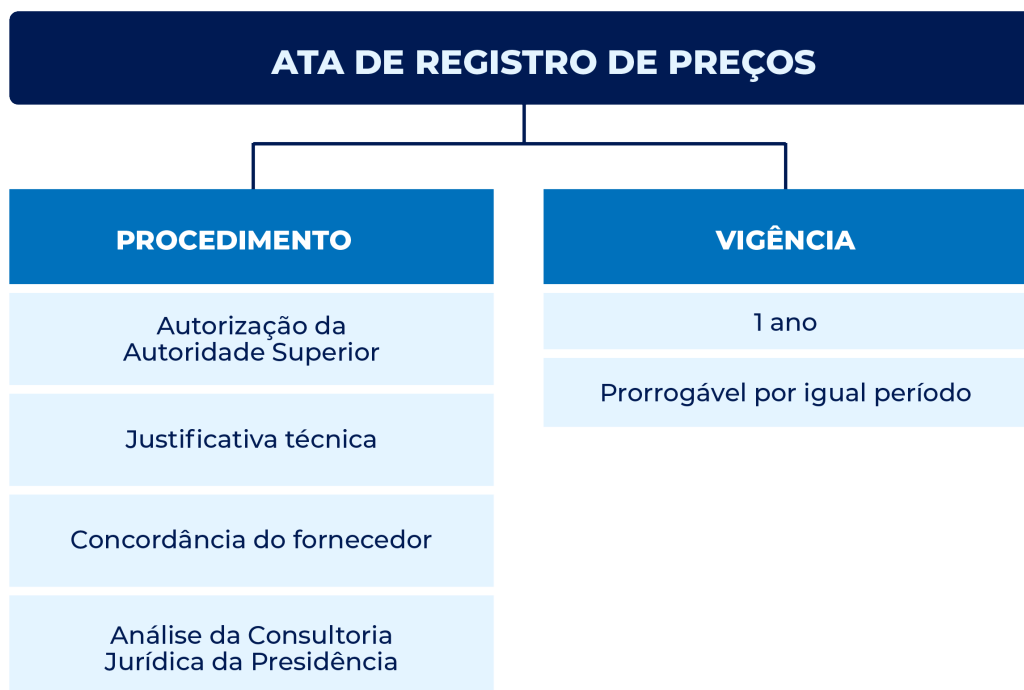 ATA DE REGISTRO DE PREÇOS
PROCEDIMENTO
Autorização da
Autoridade Superior
Justificativa técnica
Concordância do fornecedor
Análise da Consultoria
Jurídica da Presidência
VIGÊNCIA
1 ano
Prorrogável por igual período